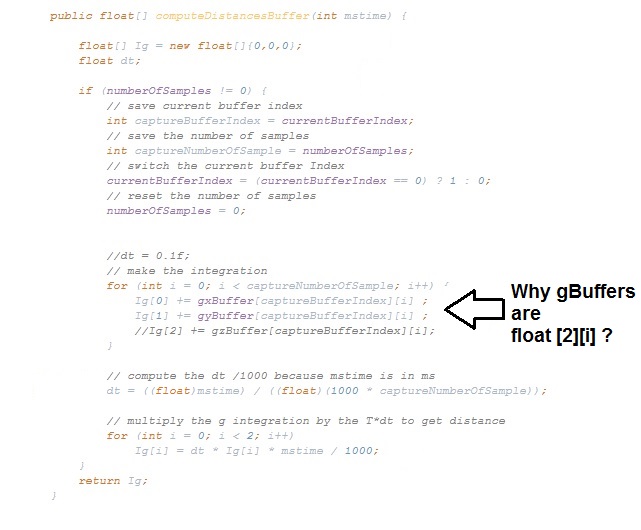 public float[] computeDistancesBuffer(int mstime) {
float[] Ig = new float[]{0,0,0};
float dt;
if (numberOfSamples != 0) {
// save current buffer index
int captureBufferIndex = currentBufferIndex;
// save the number of samples
int captureNumberOfSample = numberOfSamples;
// switch the current buffer Index
currentBufferIndex = (currentBufferIndex == 0) ? 1 : 0;
// reset the number of samples
numberOfSamples = 0;
//dt = 0.1f;
// make the integration
for (int i = 0; i < captureNumberOfSample; i++) {
Ig[0] += gxBuffer[captureBufferIndex][i] ;
Ig[1] += gyBuffer[captureBufferIndex][i] ;
//Ig[2] += gzBuffer[captureBufferIndex][i];
}
Why gBuffers
are
float [2][i] ?
// compute the dt /1000 because mstime is in ms
dt = ((float)mstime) / ((float)(1000 * captureNumberOfSample));
// multiply the g integration by the T*dt to get distance
for (int i = 0; i < 2; i++)
Ig[i] = dt * Ig[i] * mstime / 1000;
}
return Ig;
}